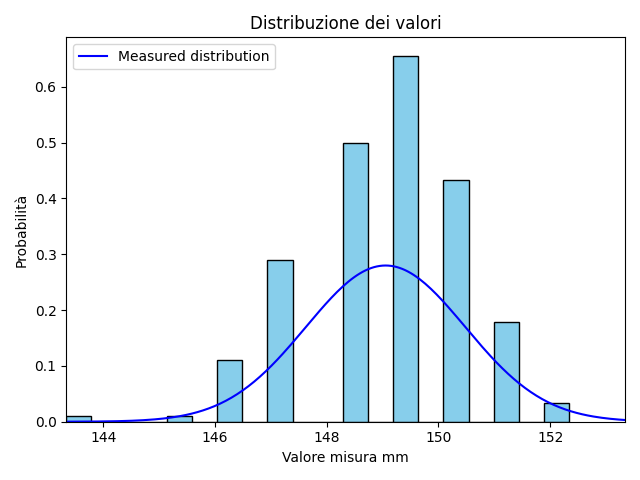 Distribuzione dei valori
Measured distribution
Probabilità
0.6
0.5
0.4
0.3
0.2
0.1
0.0
144 146 148 150 152
Valore misura mm